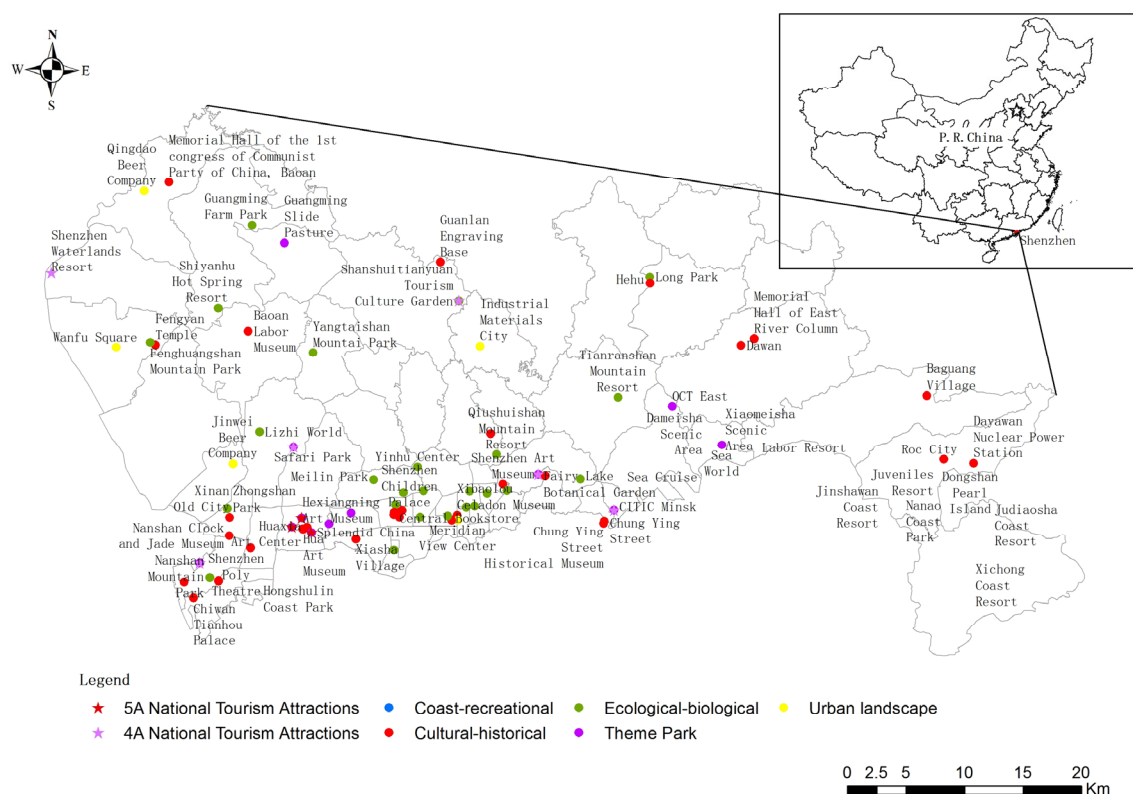 N
W E
S
P.R.China
Shenzhen
Qingdao
Beer
Company
Memorial Hall of the 1st
congress of Communist
Party of China, Baoan
Guangming
Farm Park
Guangming
Slide
Pasture
Shenzhen
Waterlands
Resort
Shiyanhu
Hot Spring
Resort
Guanlan
Engraving
Base
Shanshuitianyuan
Tourism
Culture Garden
Hehu
Long Park
Industrial
Materials
City
Memorial
Hall of East
River Column
Dawan
Wanfu Square
Fengyan
Temple
Fenghuangshan
Mountain Park
Baoan
Labor
Museum
Yangtaishan
Mountai Park
Tianranshan
Mountain
Resort
OCT East
Dameisha
Scenic
Area
Xiaomeisha
Scenic
Area
Sea
World
Labor Resort
Baguang
Village
Dayawan
Nuclear Power
Station
Roc City
Jinwei
Beer
Company
Lizhi World
Safari Park
Qiushuishan
Mountain
Resort
Yinhu Center
Meilin Park
Shenzhen
Children
Palace
Shenzhen Art
Museum
Dairy Lake
Botanical Garden
Sea Cruise
Juveniles
Resort
Dongshan
Pearl
Island
Jinshawan
Coast
Resort
Nanao
Coast
Park
Judiaosha
Coast
Resort
Xichong
Coast
Resort
Xinan
Old City
Zhongshan
Park
Hexiangning
Art Museum
Xibaolou
Celadon Museum
CITIC Minsk
Chung Ying
Street
Chung Ying
Street
Historical Museum
Nanshan Clock
and Jade Museum
Art
Center
Huaxia
Splendid China
Central Bookstore
Meridian
View Center
Hua
Art
Museum
Xiasha
Village
Nanshan
Mountain
Park
Shenzhen
Poly
Theatre
Hongshulin
Coast Park
Chiwan
Tianhou
Palace
Legend
5A National Tourism Attractions
Coast-recreational
Ecological-biological
Urban landscape
4A National Tourism Attractions
Cultural-historical
Theme Park
0 2.5 5 10 15 20
Km